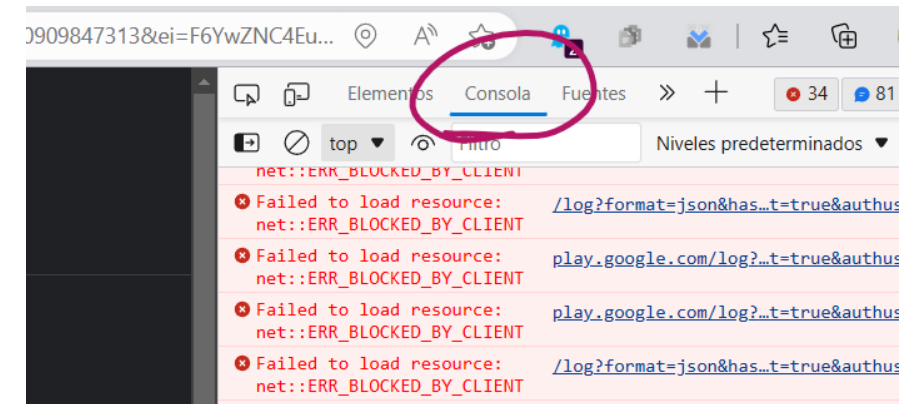 0909847313&ei=F6YwZNC4Eu...
Elementos Consola Fuentes 34 81
top Filtro Niveles predeterminados
net::ERR_BLOCKED_BY_CLIENT
Failed to load resource: /log?format=json&has…t=true&authus
net::ERR_BLOCKED_BY_CLIENT
Failed to load resource: play.google.com/log?…t=true&authus
net::ERR_BLOCKED_BY_CLIENT
Failed to load resource: play.google.com/log?…t=true&authus
net::ERR_BLOCKED_BY_CLIENT
Failed to load resource: /log?format=json&has…t=true&authus
net::ERR_BLOCKED_BY_CLIENT